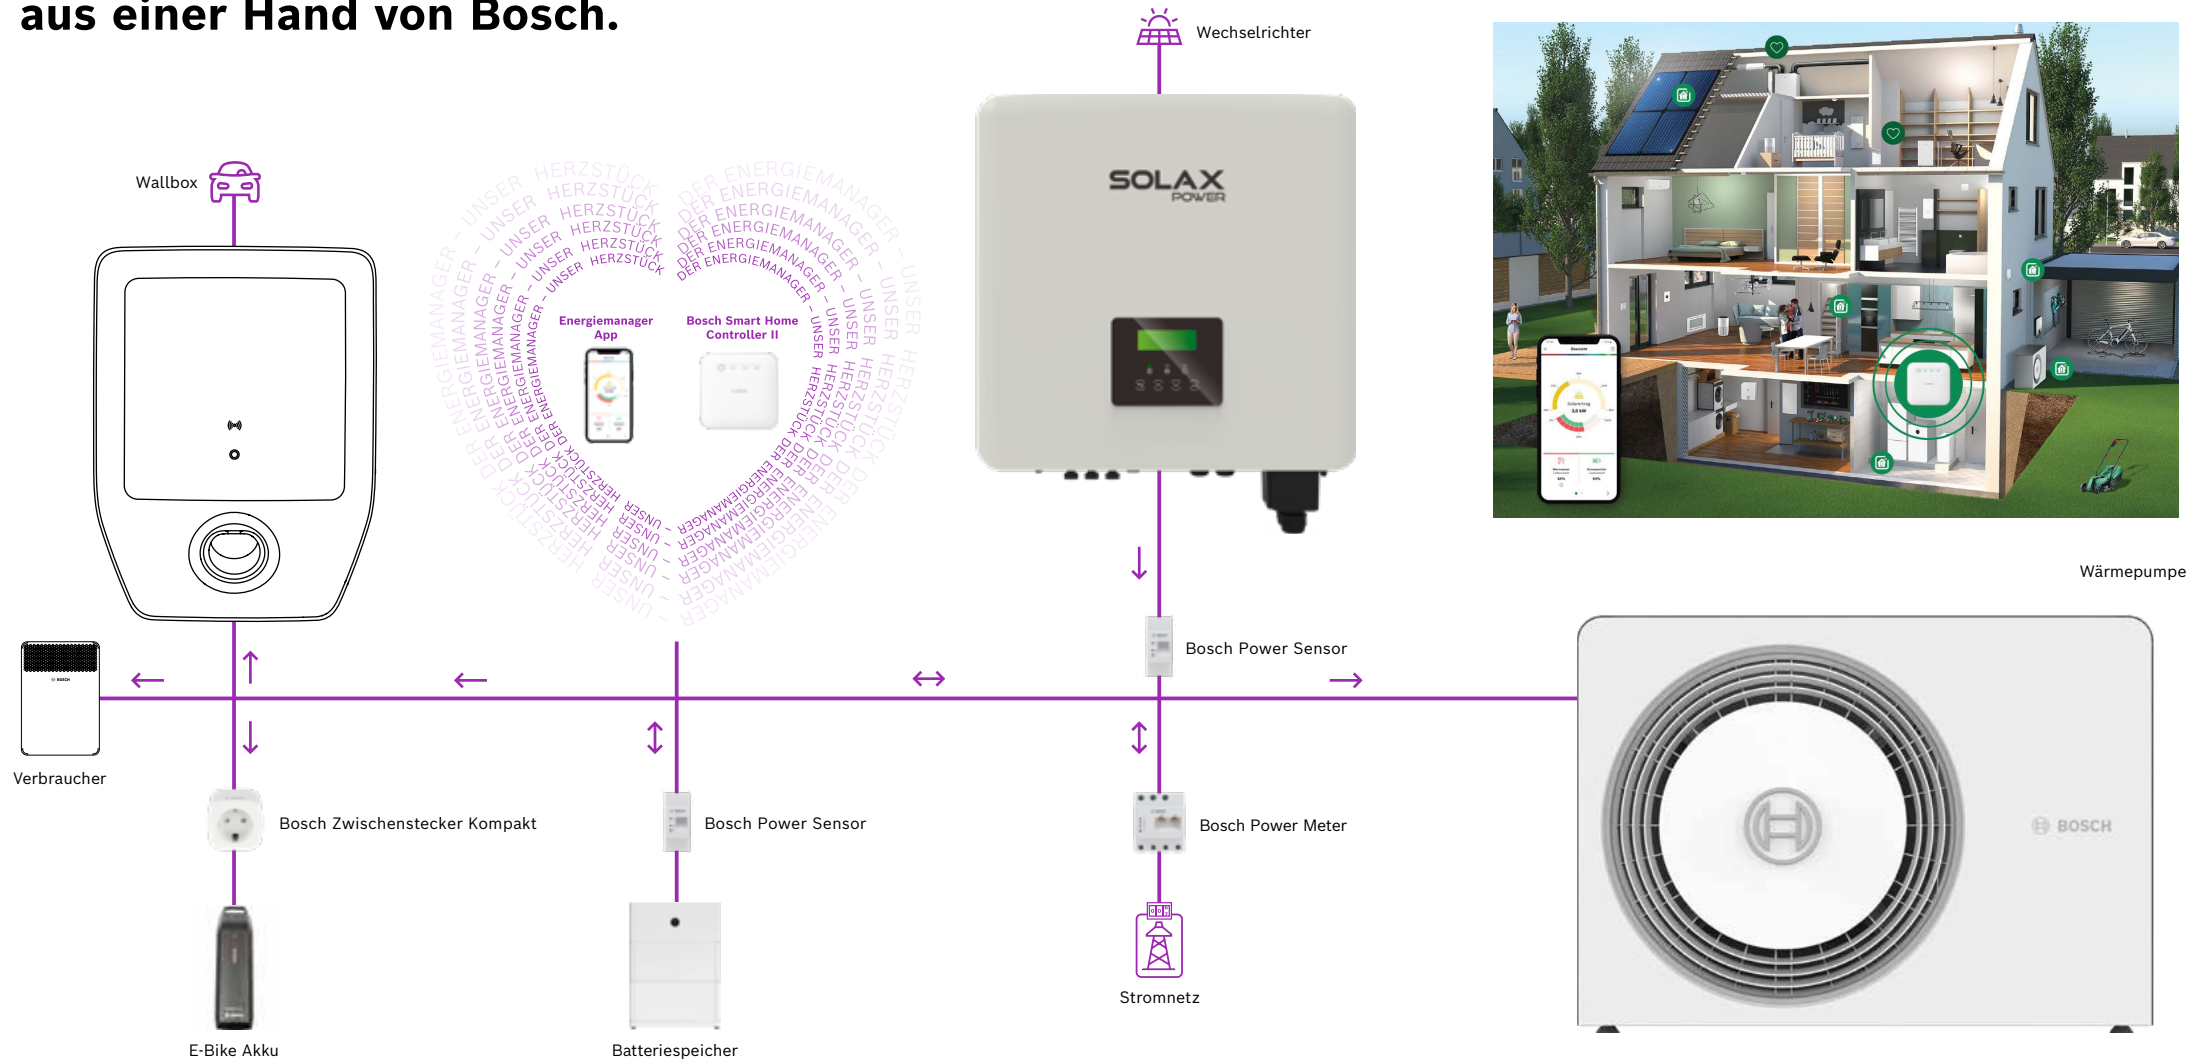 aus einer Hand von Bosch.
Wechselrichter
Wallbox
SOLAX
POWER
DER ENERGIEMANAGER – UNSER HERZSTÜCK
Energiemanager
App
Bosch Smart Home
Controller II
Wärmepumpe
Bosch Power Sensor
BOSCH
Verbraucher
Bosch Zwischenstecker Kompakt
Bosch Power Sensor
Bosch Power Meter
BOSCH
Stromnetz
E-Bike Akku
Batteriespeicher